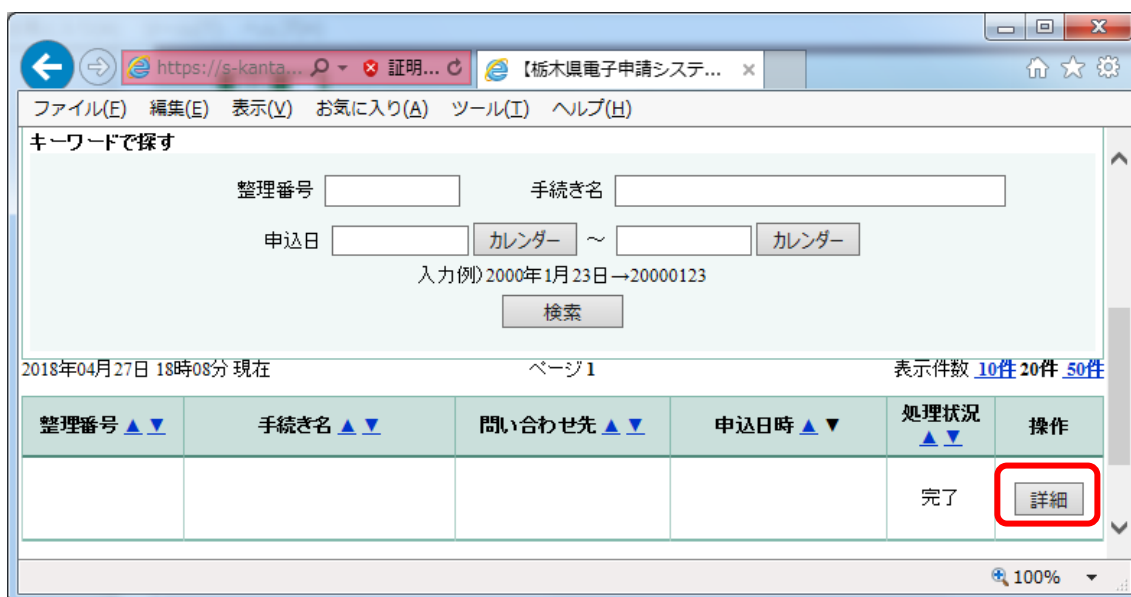 https://s-kanta... 証明... 【栃木県電子申請システ...
ファイル(F) 編集(E) 表示(V) お気に入り(A) ツール(T) ヘルプ(H)
キーワードで探す
整理番号 手続き名
申込日 カレンダー ～ カレンダー
入力例)2000年1月23日→20000123
検索
2018年04月27日 18時08分 現在 ページ 1 表示件数 10件 20件 50件
整理番号 ▲ ▼ 手続き名 ▲ ▼ 問い合わせ先 ▲ ▼ 申込日時 ▲ ▼ 処理状況 ▲ ▼ 操作
完了 詳細
100%